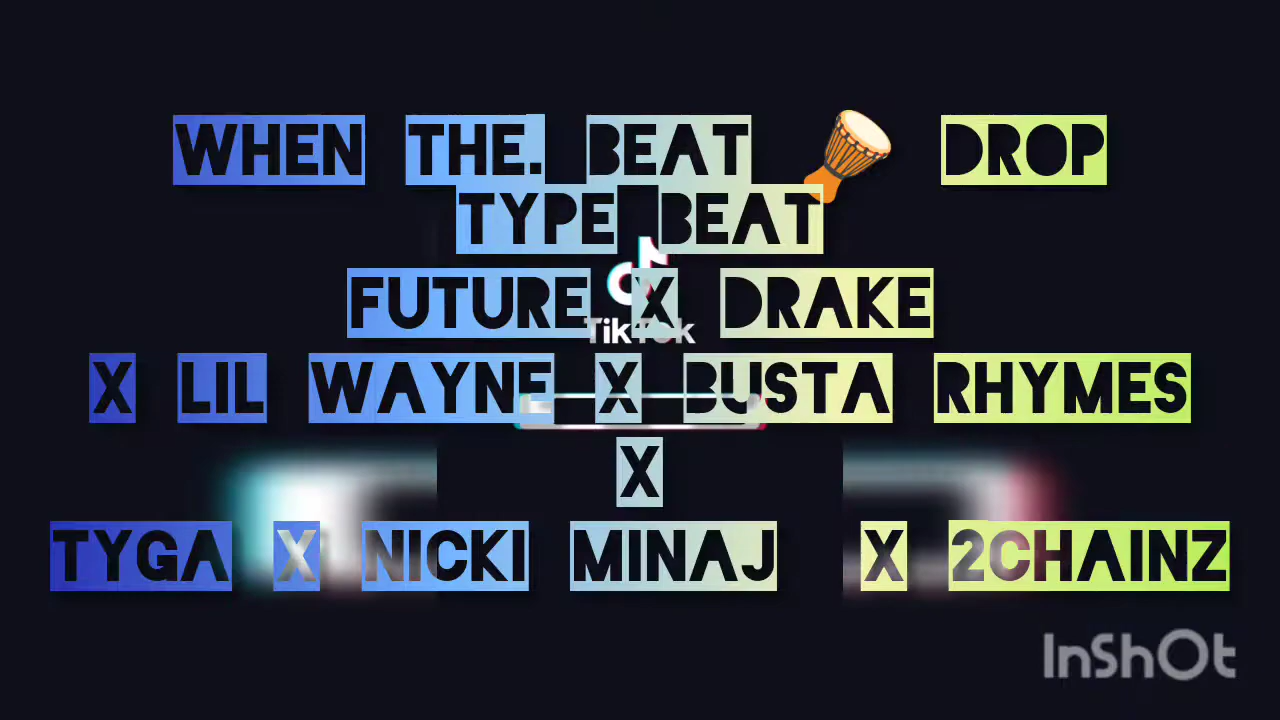 WHEN THE. BEAT 🪘 DROP
TYPE BEAT
TikTok
FUTURE X DRAKE
X LIL WAYNE X BUSTA RHYMES
X
TYGA X NICKI MINAJ X 2CHAINZ
InShOt